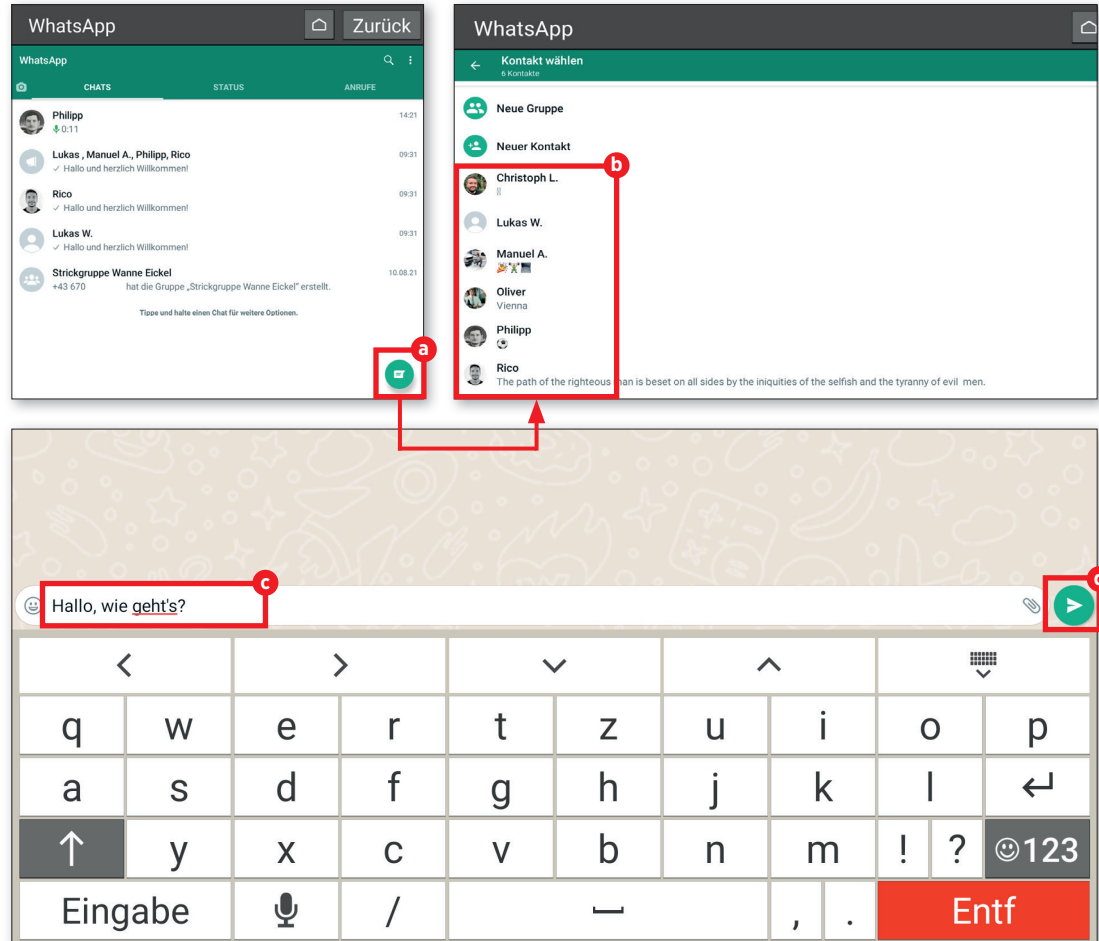 WhatsApp
Zurück
WhatsApp
CHATS
STATUS
ANRUFE
Philipp
14:21
0:11
Lukas , Manuel A., Philipp, Rico
09:31
✓ Hallo und herzlich Willkommen!
Rico
09:31
✓ Hallo und herzlich Willkommen!
Lukas W.
09:31
✓ Hallo und herzlich Willkommen!
Strickgruppe Wanne Eickel
10.08.21
+43 670 hat die Gruppe „Strickgruppe Wanne Eickel" erstellt.
Tippe und halte einen Chat für weitere Optionen.
a
WhatsApp
Kontakt wählen
6 Kontakte
Neue Gruppe
Neuer Kontakt
b
Christoph L.
Lukas W.
Manuel A.
Oliver
Vienna
Philipp
Rico
The path of the righteous man is beset on all sides by the iniquities of the selfish and the tyranny of evil men.
c
Hallo, wie geht's?
q w e r t z u i o p
a s d f g h j k l
y x c v b n m ! ? 123
Eingabe / , . Entf